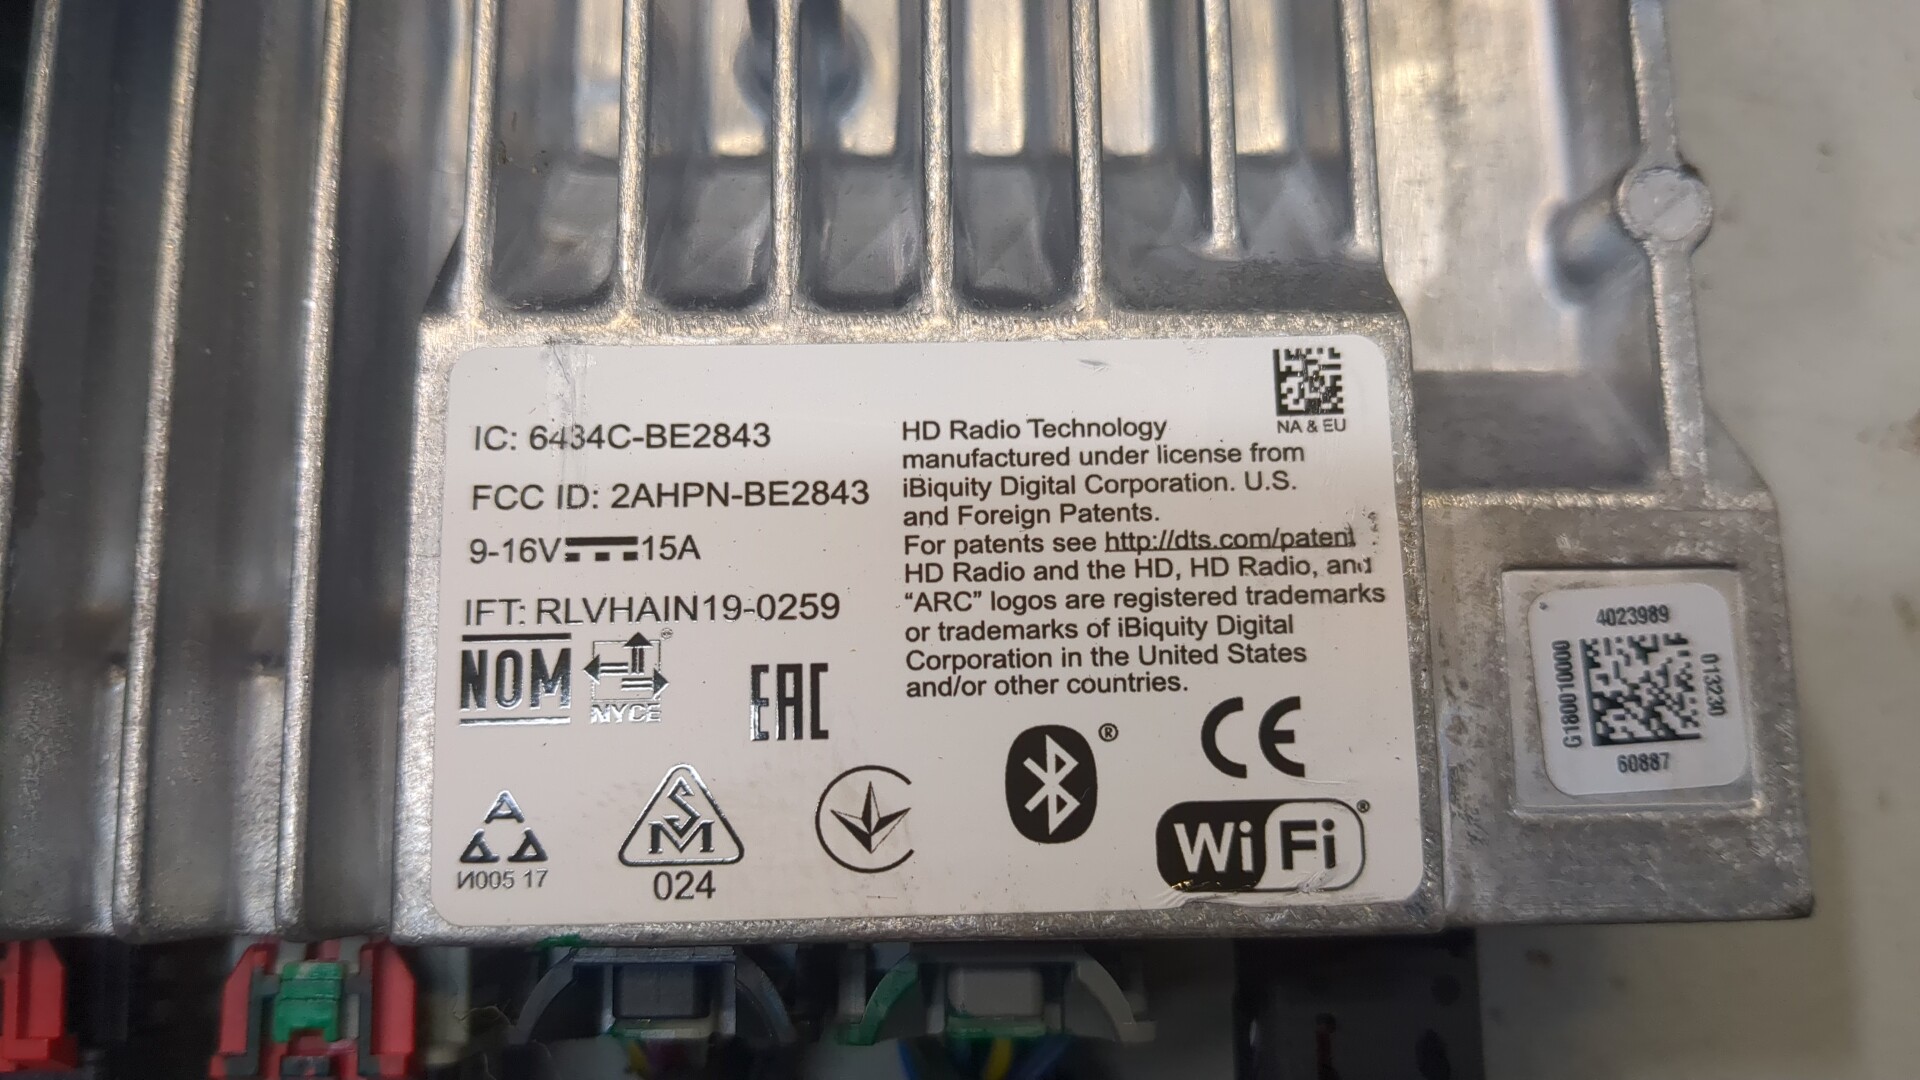 IC: 6434C-BE2843
FCC ID: 2AHPN-BE2843
9-16V 15A
IFT: RLVHAIN19-0259
NOM
NYCE
EAC
И005 17
SM
024
HD Radio Technology
manufactured under license from
iBiquity Digital Corporation. U.S.
and Foreign Patents.
For patents see http://dts.com/patent
HD Radio and the HD, HD Radio, and
“ARC” logos are registered trademarks
or trademarks of iBiquity Digital
Corporation in the United States
and/or other countries.
NA & EU
® CE
Wi Fi ®
4023989
G180010000
013230
60887